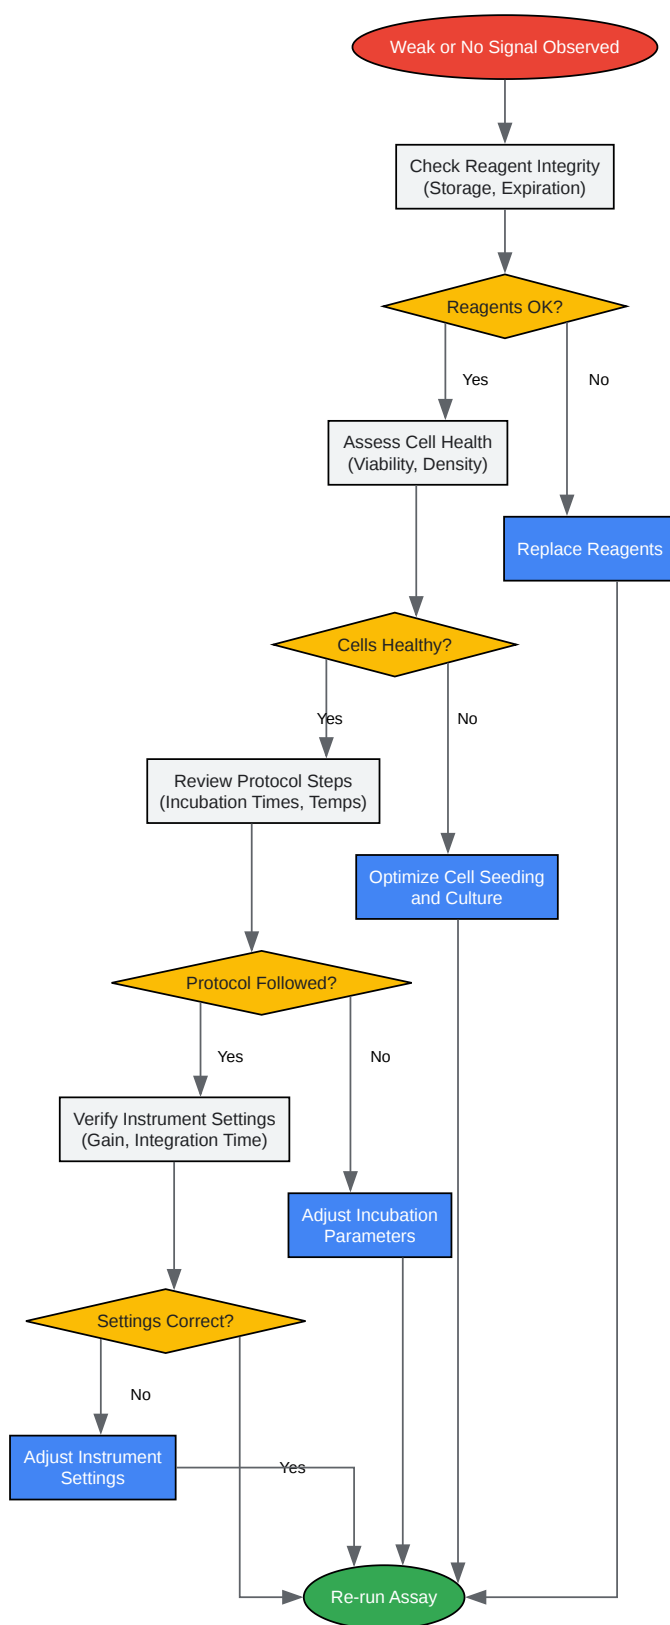 Weak or No Signal Observed
Check Reagent Integrity
(Storage, Expiration)
Reagents OK?
Yes
No
Assess Cell Health
(Viability, Density)
Replace Reagents
Cells Healthy?
Yes
No
Review Protocol Steps
(Incubation Times, Temps)
Optimize Cell Seeding
and Culture
Protocol Followed?
Yes
No
Verify Instrument Settings
(Gain, Integration Time)
Adjust Incubation
Parameters
Settings Correct?
No
Adjust Instrument
Settings
Yes
Re-run Assay